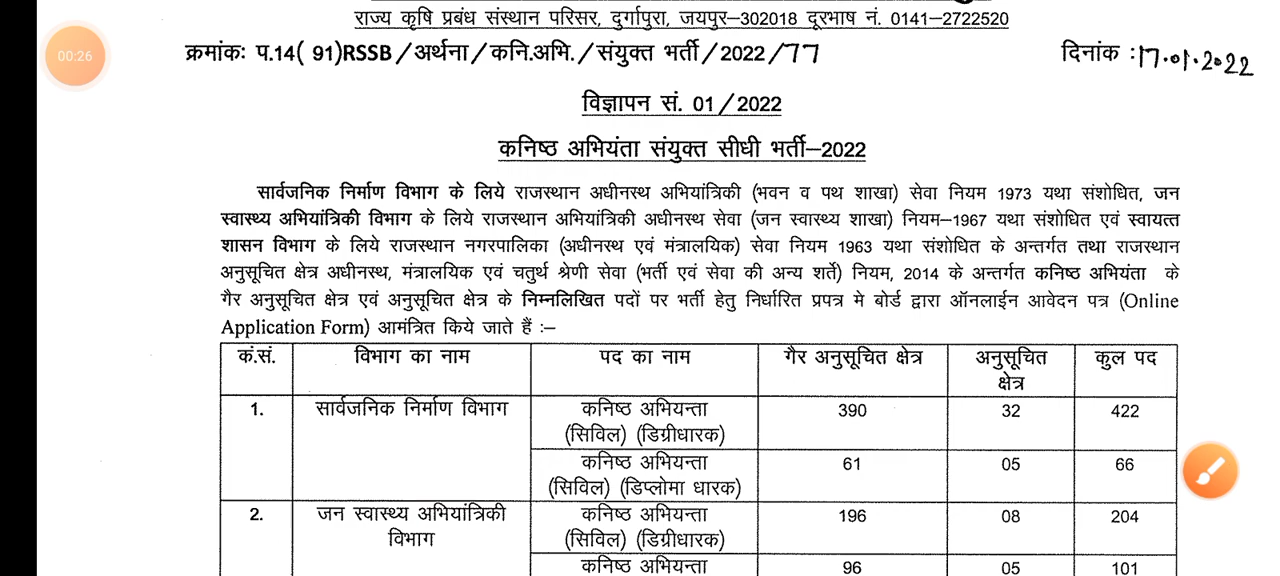 राज्य कृषि प्रबंध संस्थान परिसर, दुर्गापुरा, जयपुर–302018 दूरभाष नं. 0141–2722520
00:26
क्रमांकः प.14( 91)RSSB/अर्थना/कनि.अभि./संयुक्त भर्ती/2022/77
दिनांक :17.01.2022
विज्ञापन सं. 01/2022
कनिष्ठ अभियंता संयुक्त सीधी भर्ती–2022
सार्वजनिक निर्माण विभाग के लिये राजस्थान अधीनस्थ अभियांत्रिकी (भवन व पथ शाखा) सेवा नियम 1973 यथा संशोधित, जन
स्वास्थ्य अभियांत्रिकी विभाग के लिये राजस्थान अभियांत्रिकी अधीनस्थ सेवा (जन स्वास्थ्य शाखा) नियम–1967 यथा संशोधित एवं स्वायत्त
शासन विभाग के लिये राजस्थान नगरपालिका (अधीनस्थ एवं मंत्रालयिक) सेवा नियम 1963 यथा संशोधित के अन्तर्गत तथा राजस्थान
अनुसूचित क्षेत्र अधीनस्थ, मंत्रालयिक एवं चतुर्थ श्रेणी सेवा (भर्ती एवं सेवा की अन्य शर्ते) नियम, 2014 के अन्तर्गत कनिष्ठ अभियंता के
गैर अनुसूचित क्षेत्र एवं अनुसूचित क्षेत्र के निम्नलिखित पदों पर भर्ती हेतु निर्धारित प्रपत्र मे बोर्ड द्वारा ऑनलाईन आवेदन पत्र (Online
Application Form) आमंत्रित किये जाते हैं :–
कं.सं. विभाग का नाम पद का नाम गैर अनुसूचित क्षेत्र अनुसूचित क्षेत्र कुल पद
1. सार्वजनिक निर्माण विभाग कनिष्ठ अभियन्ता 390 32 422
(सिविल) (डिग्रीधारक)
कनिष्ठ अभियन्ता 61 05 66
(सिविल) (डिप्लोमा धारक)
2. जन स्वास्थ्य अभियांत्रिकी विभाग कनिष्ठ अभियन्ता 196 08 204
(सिविल) (डिग्रीधारक)
कनिष्ठ अभियन्ता 96 05 101